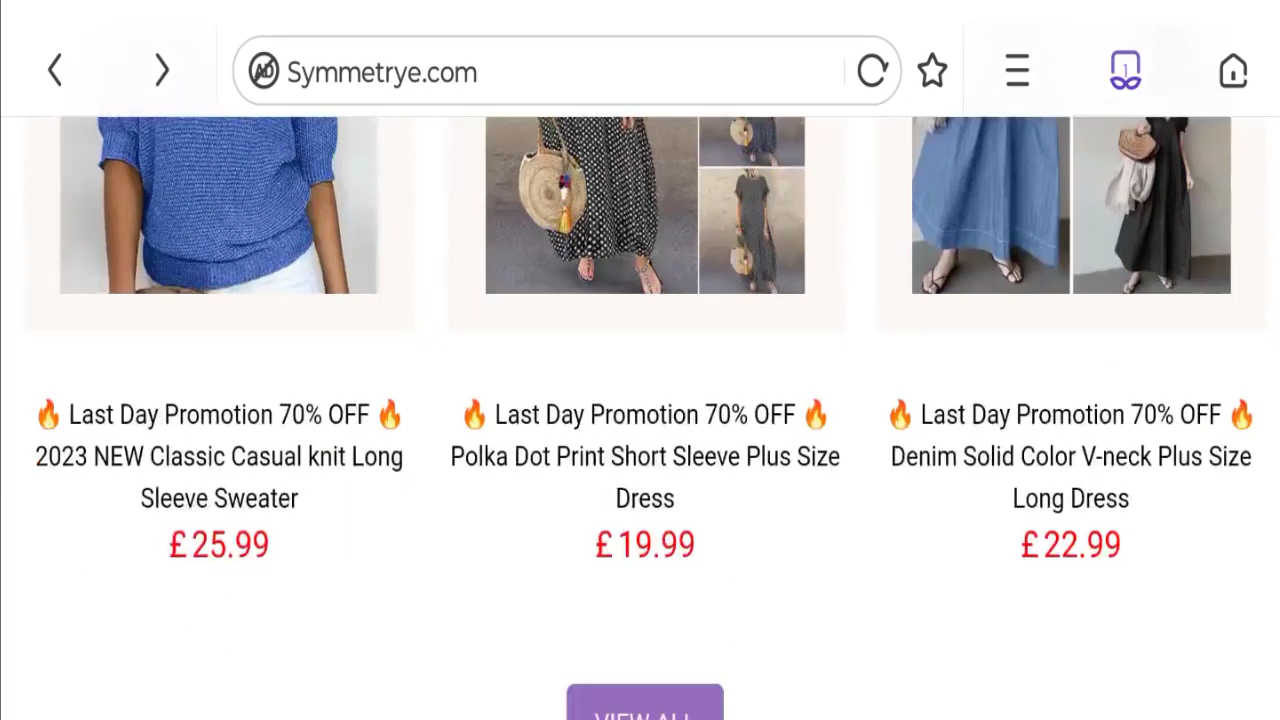 Symmetrye.com
🔥 Last Day Promotion 70% OFF 🔥
2023 NEW Classic Casual knit Long
Sleeve Sweater
£25.99
🔥 Last Day Promotion 70% OFF 🔥
Polka Dot Print Short Sleeve Plus Size
Dress
£19.99
🔥 Last Day Promotion 70% OFF 🔥
Denim Solid Color V-neck Plus Size
Long Dress
£22.99
VIEW ALL